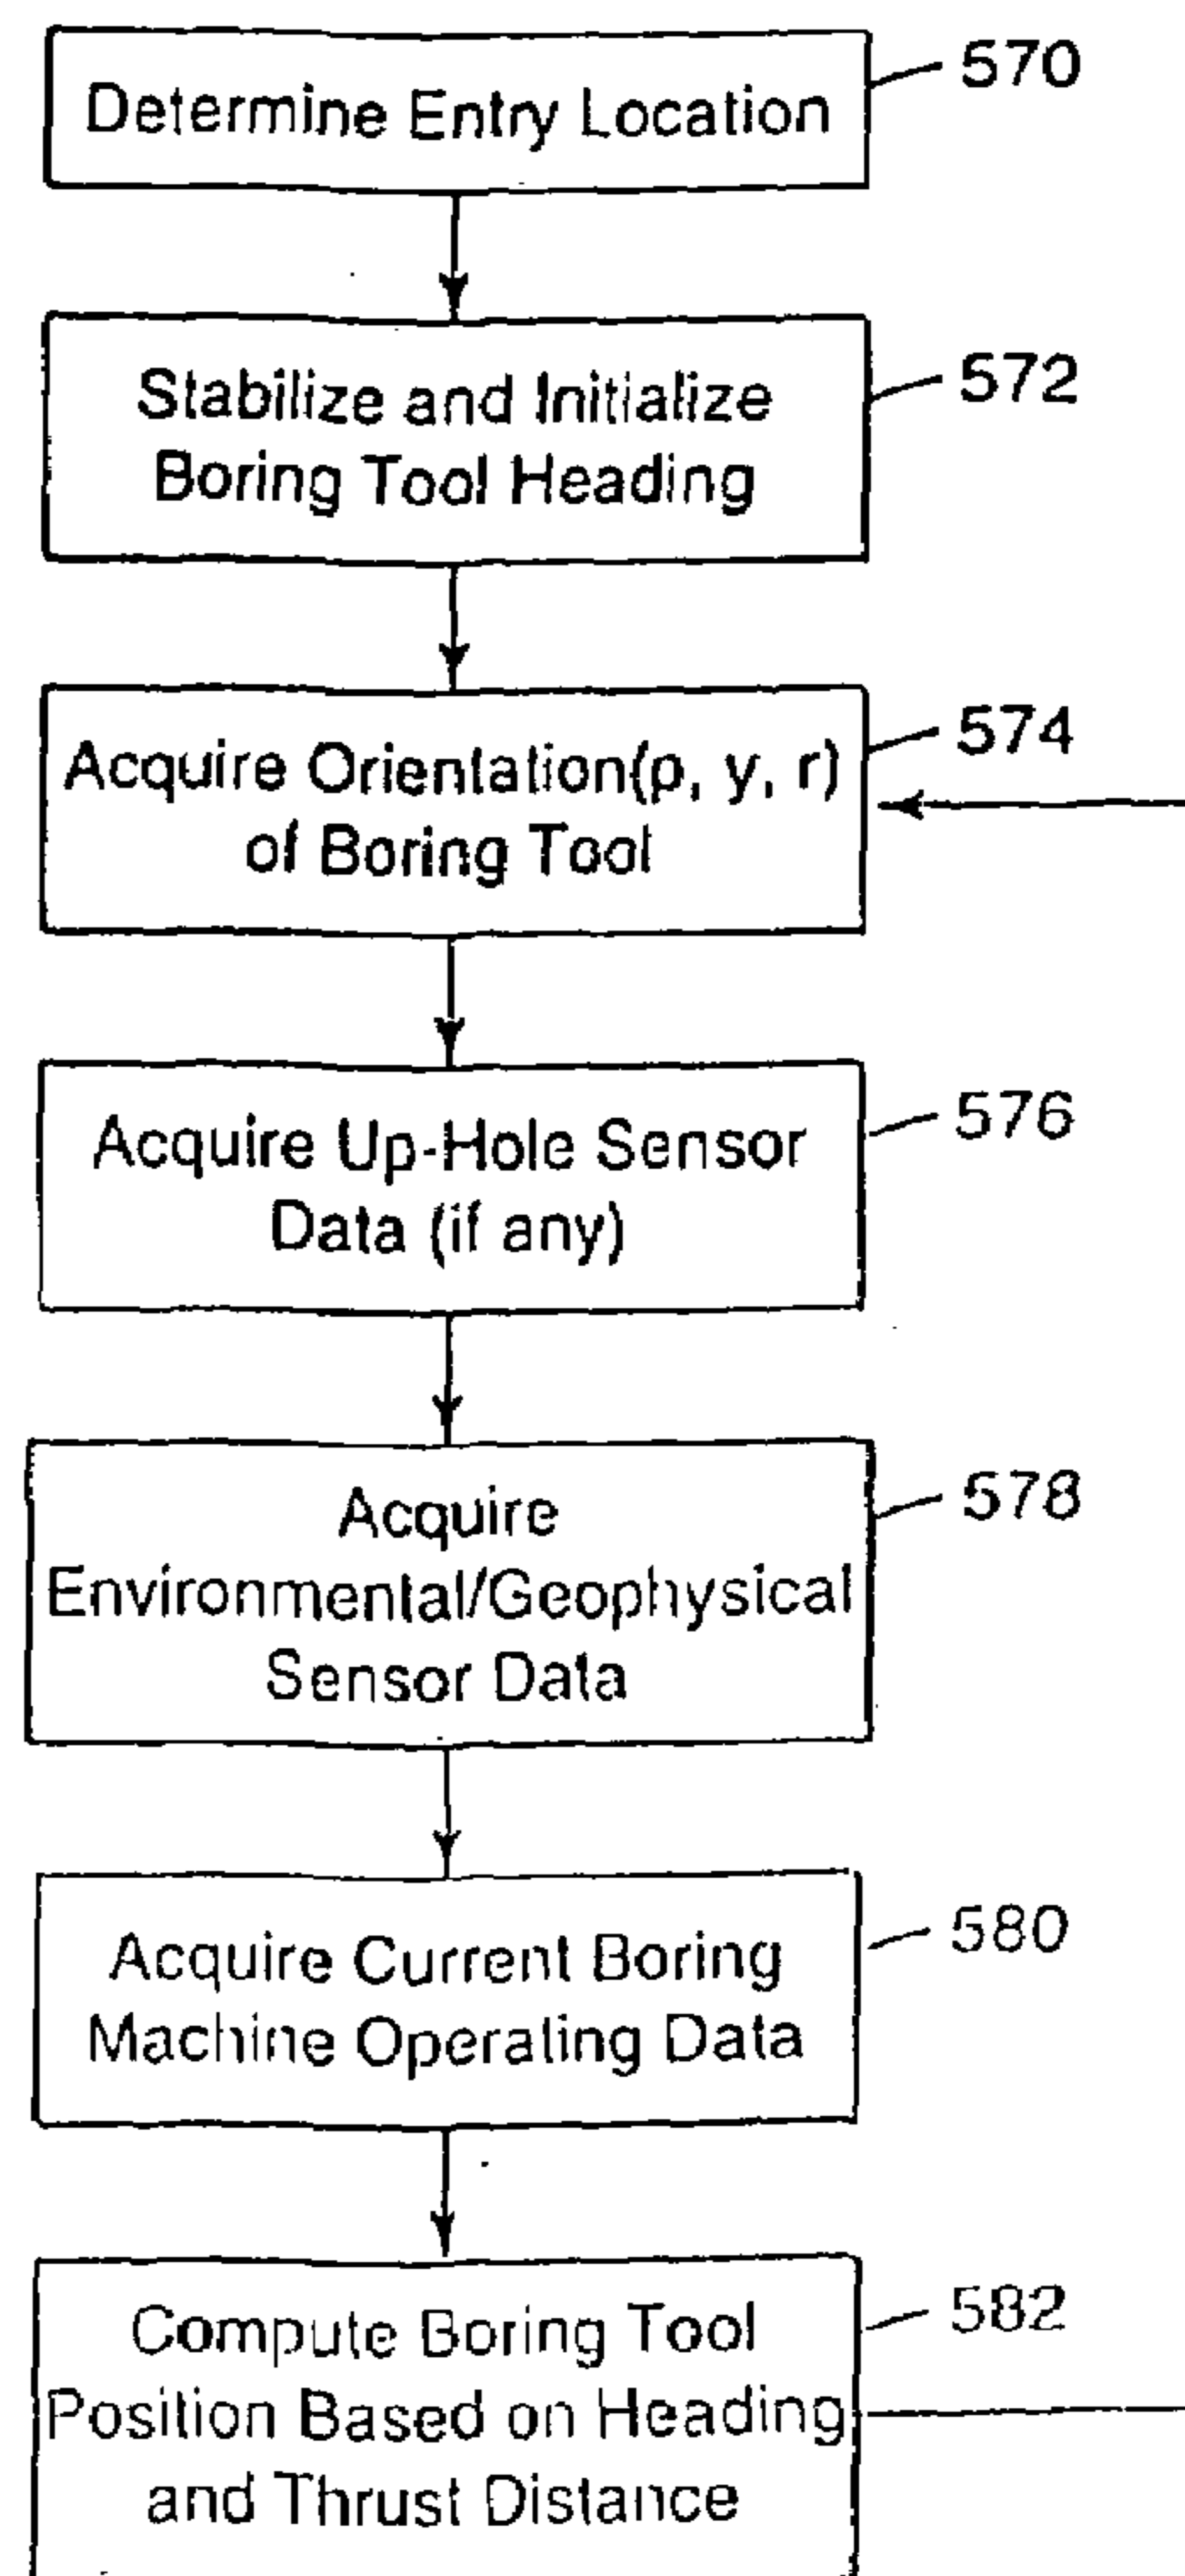 Determine Entry Location
570
Stabilize and Initialize
Boring Tool Heading
572
Acquire Orientation(p, y, r)
of Boring Tool
574
Acquire Up-Hole Sensor
Data (if any)
576
Acquire
Environmental/Geophysical
Sensor Data
578
Acquire Current Boring
Machine Operating Data
580
Compute Boring Tool
Position Based on Heading
and Thrust Distance
582